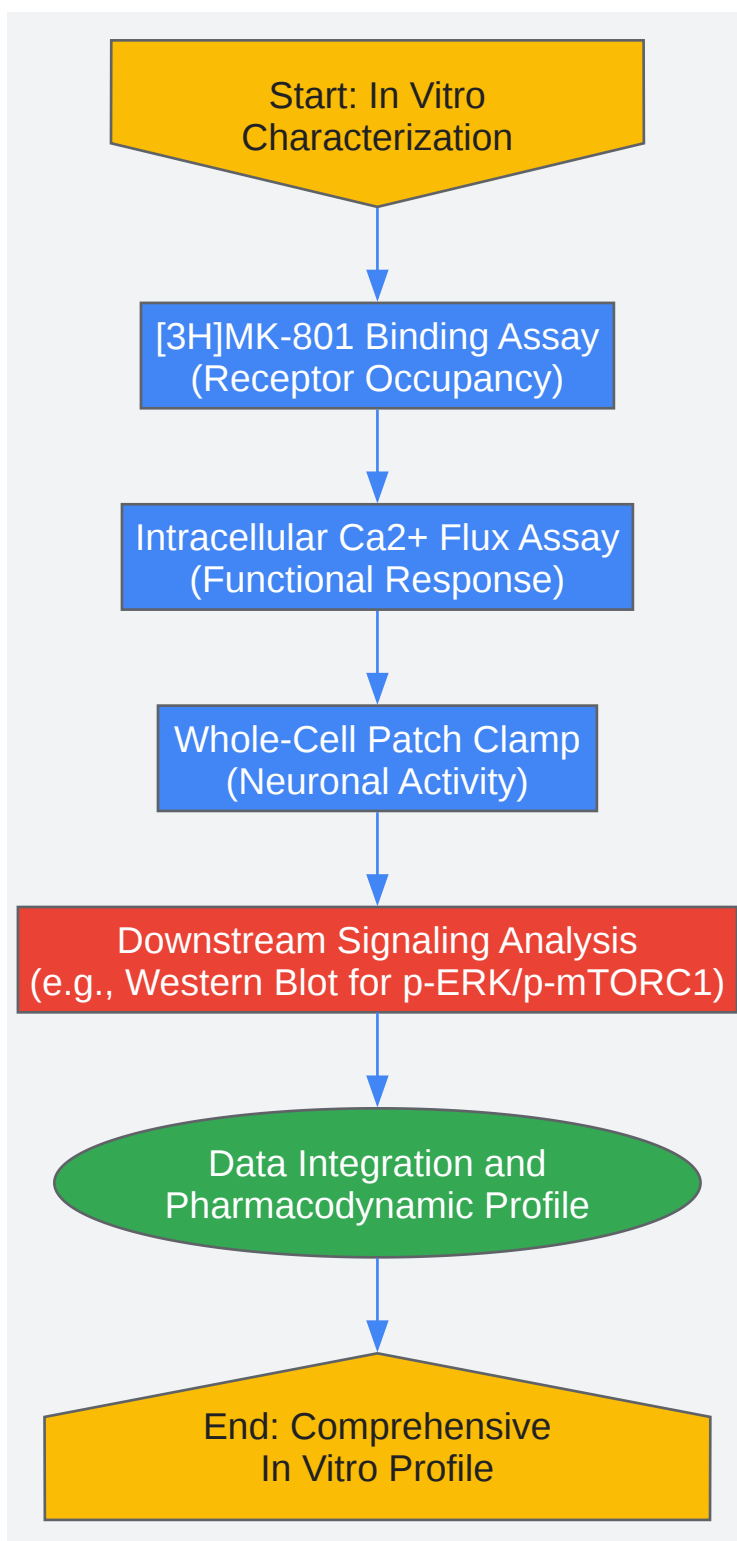 Start: In Vitro
Characterization
[3H]MK-801 Binding Assay
(Receptor Occupancy)
Intracellular Ca2+ Flux Assay
(Functional Response)
Whole-Cell Patch Clamp
(Neuronal Activity)
Downstream Signaling Analysis
(e.g., Western Blot for p-ERK/p-mTORC1)
Data Integration and
Pharmacodynamic Profile
End: Comprehensive
In Vitro Profile